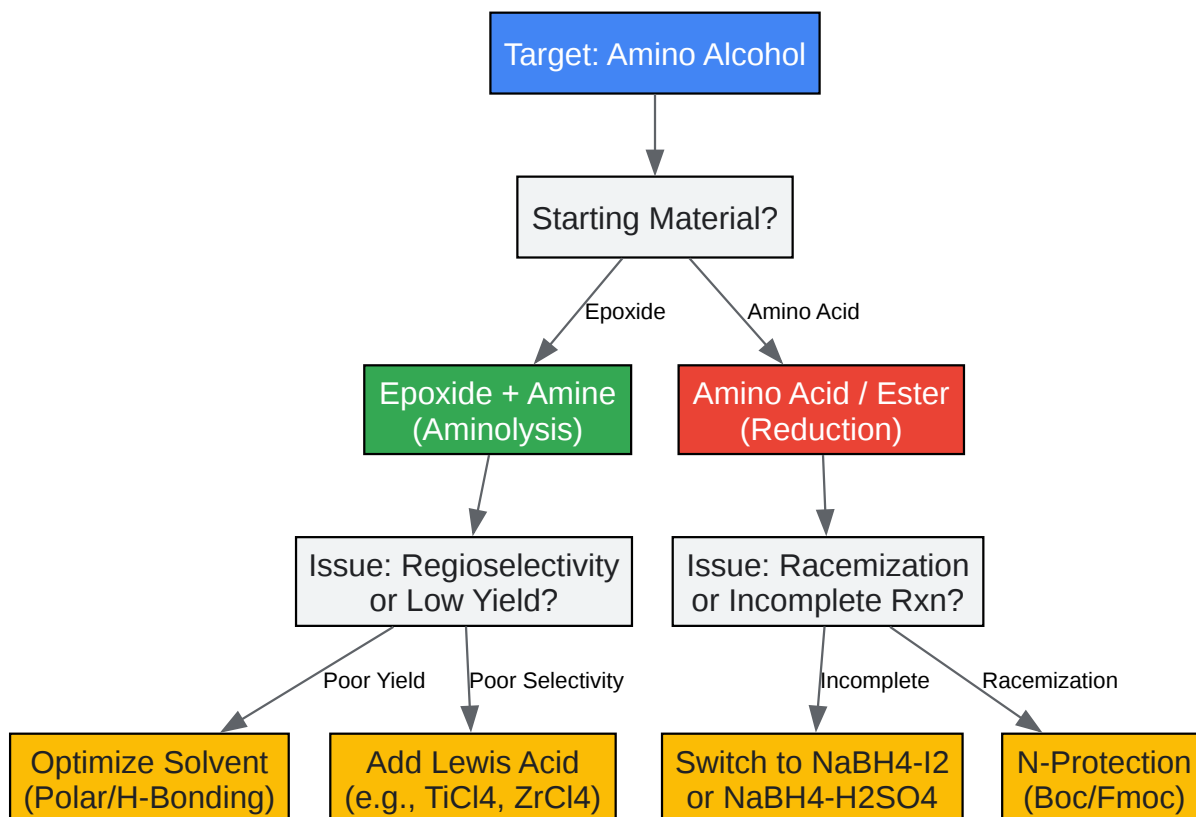 Target: Amino Alcohol
Starting Material?
Epoxide
Amino Acid
Epoxide + Amine
(Aminolysis)
Amino Acid / Ester
(Reduction)
Issue: Regioselectivity
or Low Yield?
Issue: Racemization
or Incomplete Rxn?
Poor Yield
Poor Selectivity
Incomplete
Racemization
Optimize Solvent
(Polar/H-Bonding)
Add Lewis Acid
(e.g., TiCl4, ZrCl4)
Switch to NaBH4-I2
or NaBH4-H2SO4
N-Protection
(Boc/Fmoc)